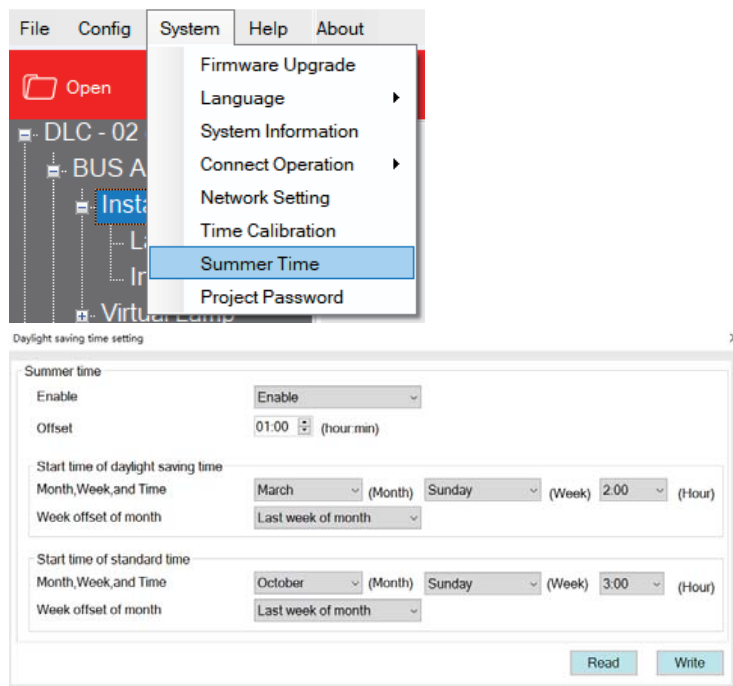 File Config System Help About
Firmware Upgrade
Open
Language
DLC - 02
System Information
BUS A
Connect Operation
Insta
Network Setting
Time Calibration
Summer Time
Project Password
Daylight saving time setting
Summer time
Enable Enable
Offset 01:00 (hour:min)
Start time of daylight saving time
Month,Week,and Time March (Month) Sunday (Week) 2:00 (Hour)
Week offset of month Last week of month
Start time of standard time
Month,Week,and Time October (Month) Sunday (Week) 3:00 (Hour)
Week offset of month Last week of month
Read Write